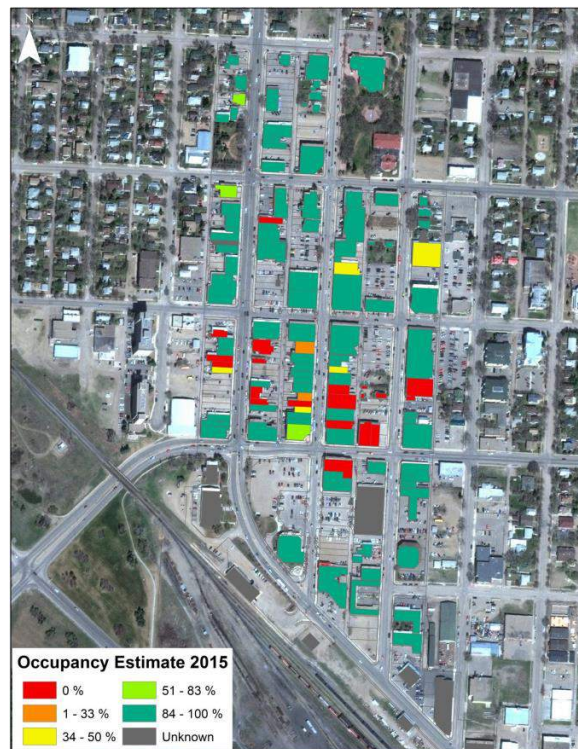 N
Occupancy Estimate 2015
0 %
1 - 33 %
34 - 50 %
51 - 83 %
84 - 100 %
Unknown